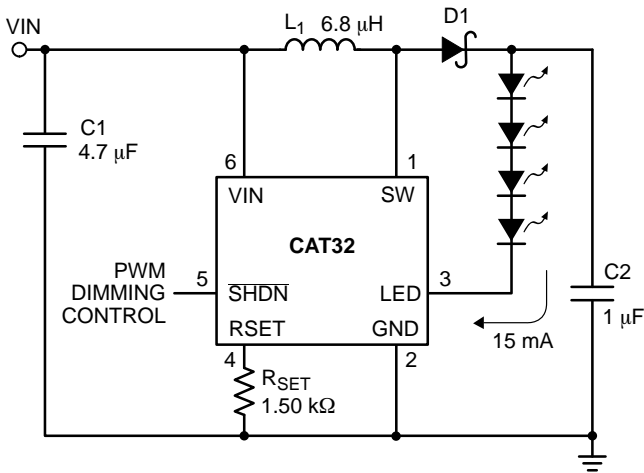 VIN
L1 6.8 μH
D1
C1
4.7 μF
6
1
VIN
SW
CAT32
PWM
DIMMING
CONTROL
5
SHDN
LED
3
RSET
GND
4
2
15 mA
C2
1 μF
RSET
1.50 kΩ